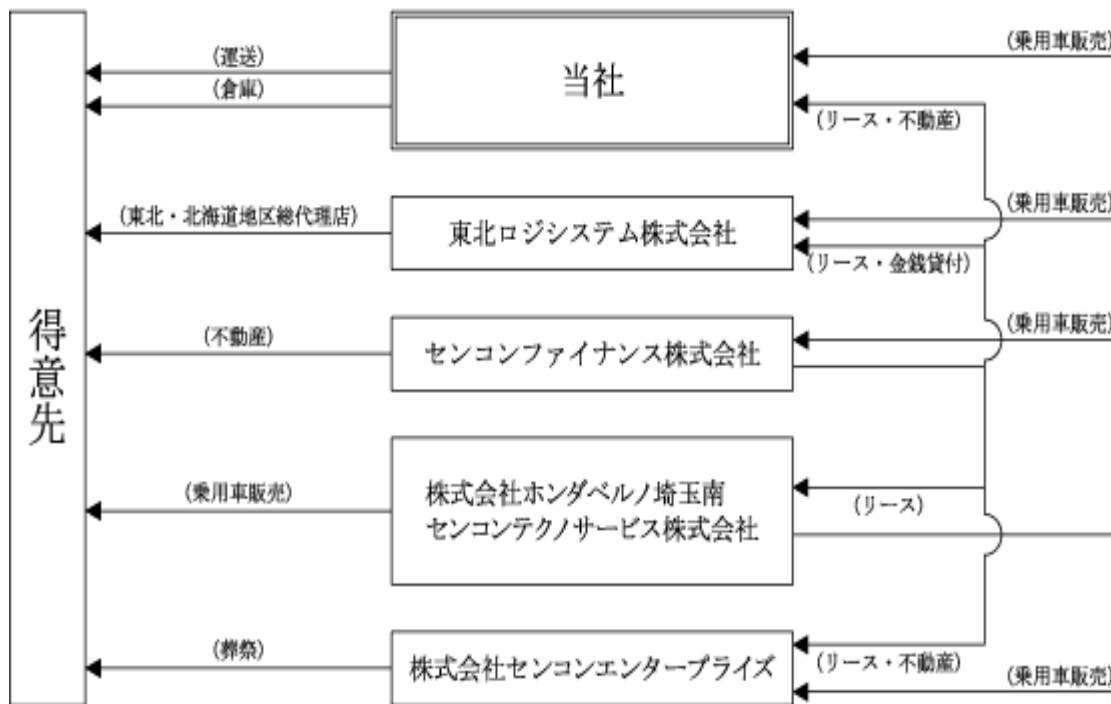 (運送)
(倉庫)
当社
(乗用車販売)
(リース・不動産)
(東北・北海道地区総代理店)
東北ロジシステム株式会社
(乗用車販売)
(リース・金銭貸付)
得意先
(不動産)
センコンファイナンス株式会社
(乗用車販売)
(乗用車販売)
株式会社ホンダベルノ埼玉南
センコンテクノサービス株式会社
(リース)
(葬祭)
株式会社センコンエンタープライズ
(リース・不動産)
(乗用車販売)